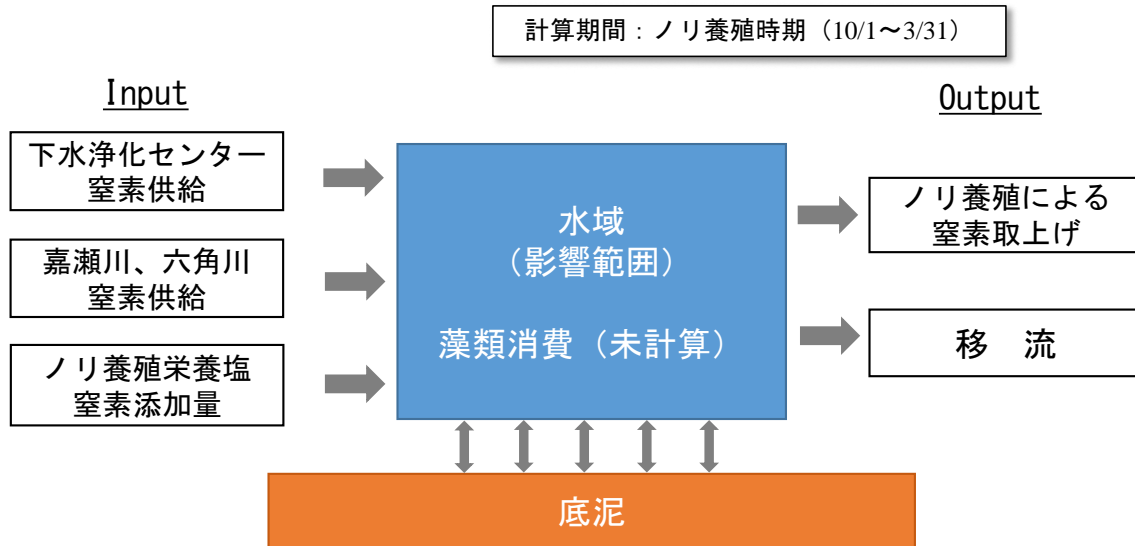 計算期間：ノリ養殖時期（10/1～3/31）
Input
Output
下水浄化センター
窒素供給
嘉瀬川、六角川
窒素供給
ノリ養殖栄養塩
窒素添加量
水域
（影響範囲）
藻類消費（未計算）
ノリ養殖による
窒素取上げ
移　流
底泥